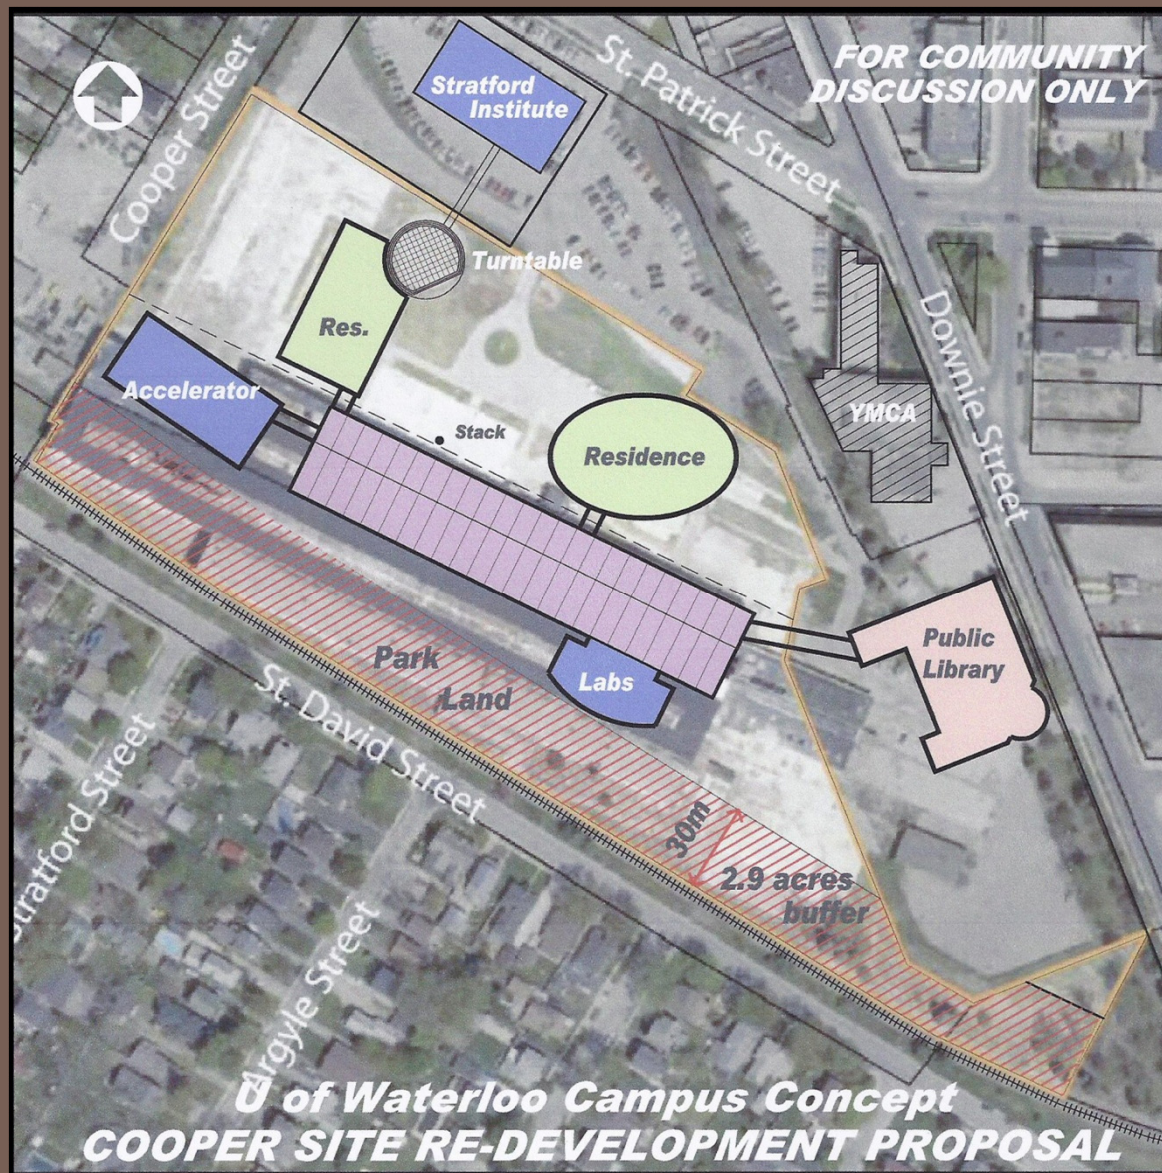 FOR COMMUNITY
DISCUSSION ONLY
Cooper Street
St. Patrick Street
Stratford
Institute
Turntable
Res.
Accelerator
Stack
Residence
YMCA
Downie Street
Public
Library
Labs
Park
Land
St. David Street
30m
2.9 acres
buffer
Stratford Street
Argyle Street
U of Waterloo Campus Concept
COOPER SITE RE-DEVELOPMENT PROPOSAL